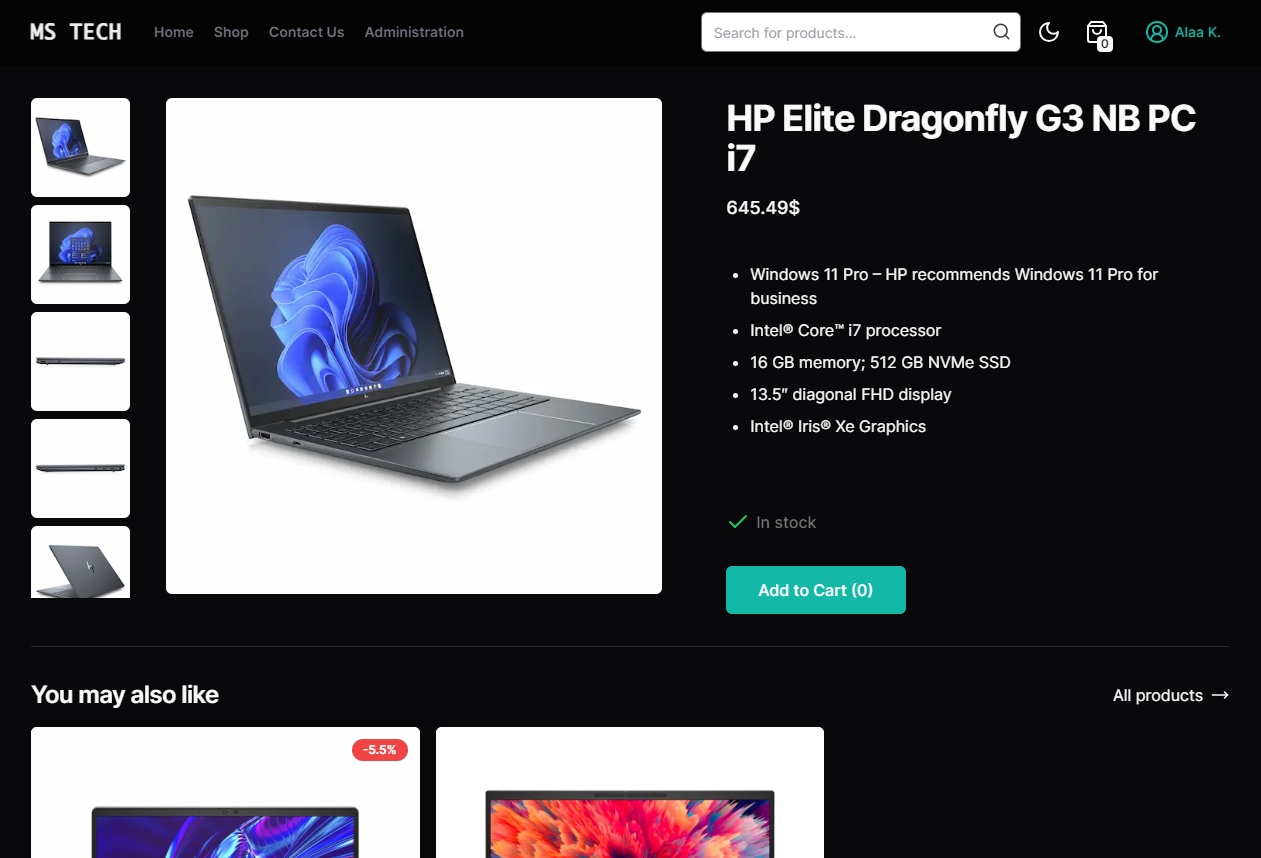 MS TECH
Home
Shop
Contact Us
Administration
Search for products...
0
Alaa K.
HP Elite Dragonfly G3 NB PC
i7
645.49$
• Windows 11 Pro – HP recommends Windows 11 Pro for
business
• Intel® Core™ i7 processor
• 16 GB memory; 512 GB NVMe SSD
• 13.5″ diagonal FHD display
• Intel® Iris® Xe Graphics
In stock
Add to Cart (0)
You may also like
All products →
-5.5%